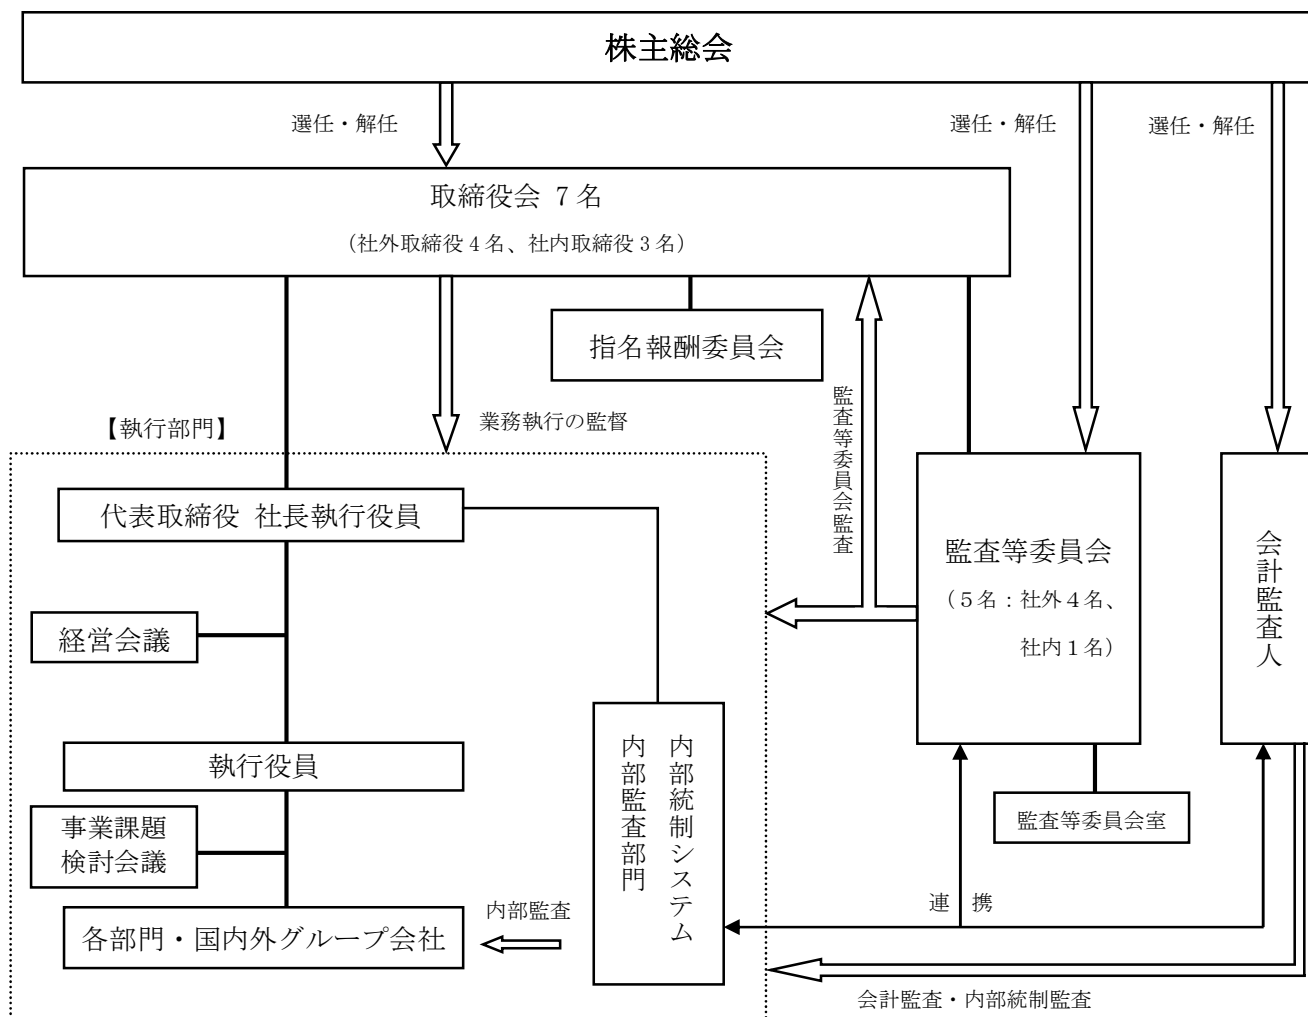 株主総会
選任・解任
選任・解任
選任・解任
取締役会 7名
（社外取締役4名、社内取締役3名）
指名報酬委員会
【執行部門】
業務執行の監督
監査等委員会監査
代表取締役 社長執行役員
監査等委員会
（５名：社外４名、
社内１名）
会計監査人
経営会議
執行役員
内部統制システム
内部監査部門
事業課題
検討会議
監査等委員会室
連 携
内部監査
各部門・国内外グループ会社
会計監査・内部統制監査